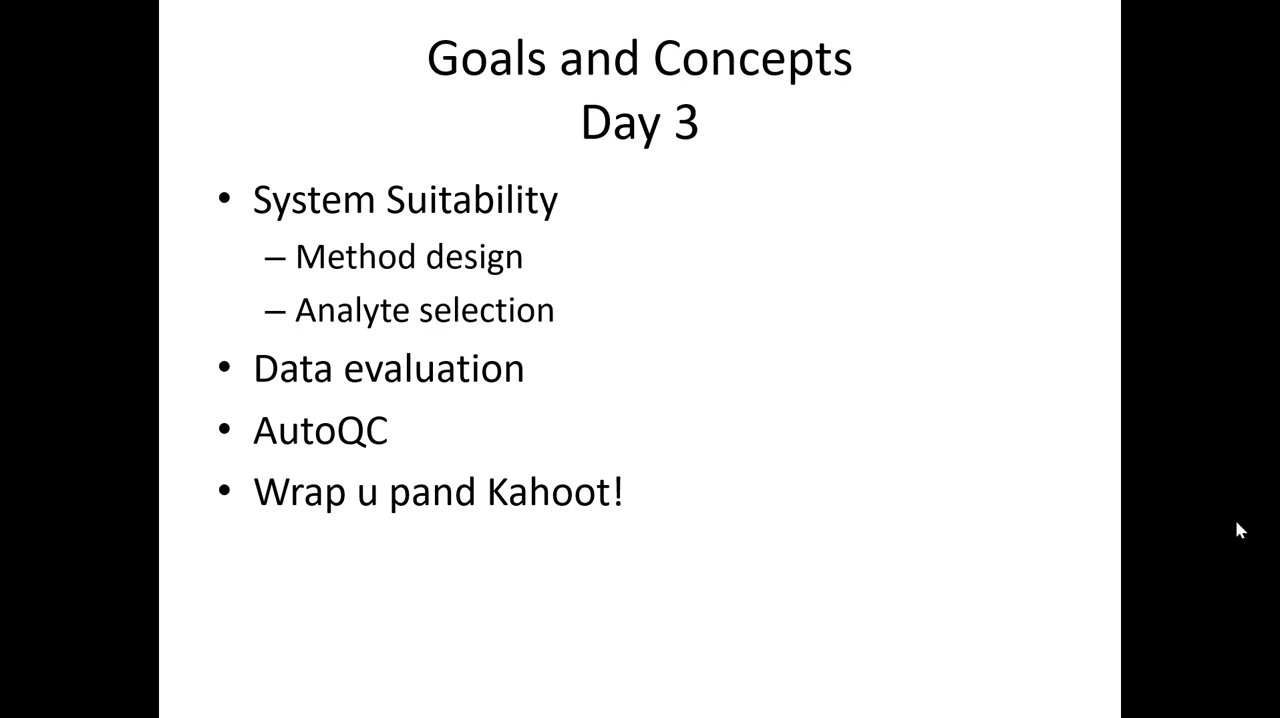 Goals and Concepts
Day 3
• System Suitability
– Method design
– Analyte selection
• Data evaluation
• AutoQC
• Wrap u pand Kahoot!